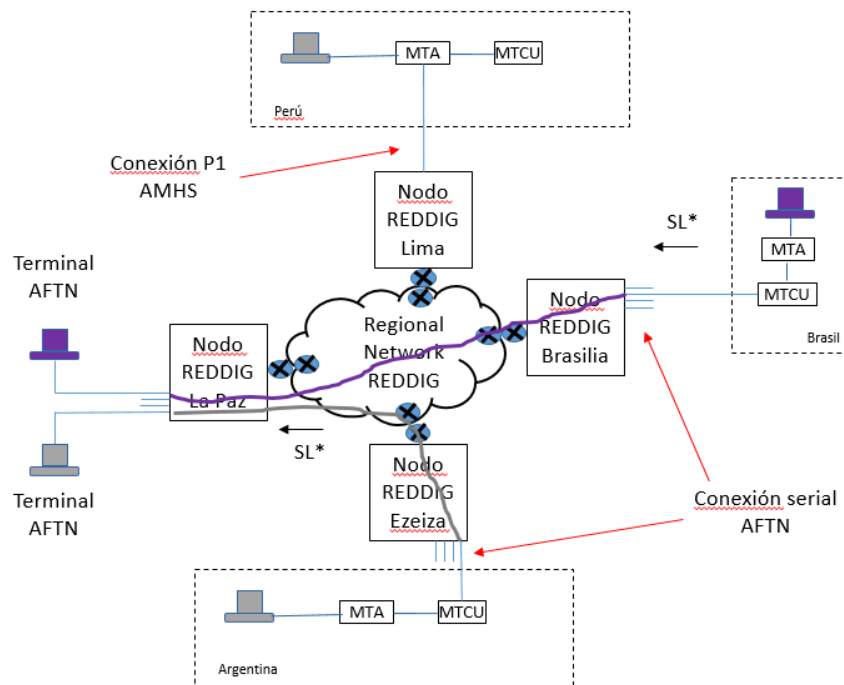 MTA
MTCU
Perú
Conexión P1
AMHS
Nodo
REDDIG
Lima
SL*
MTA
MTCU
Brasil
Terminal
AFTN
Nodo
REDDIG
La Paz
Regional
Network
REDDIG
Nodo
REDDIG
Brasilia
SL*
Terminal
AFTN
Nodo
REDDIG
Ezeiza
Conexión serial
AFTN
MTA
MTCU
Argentina